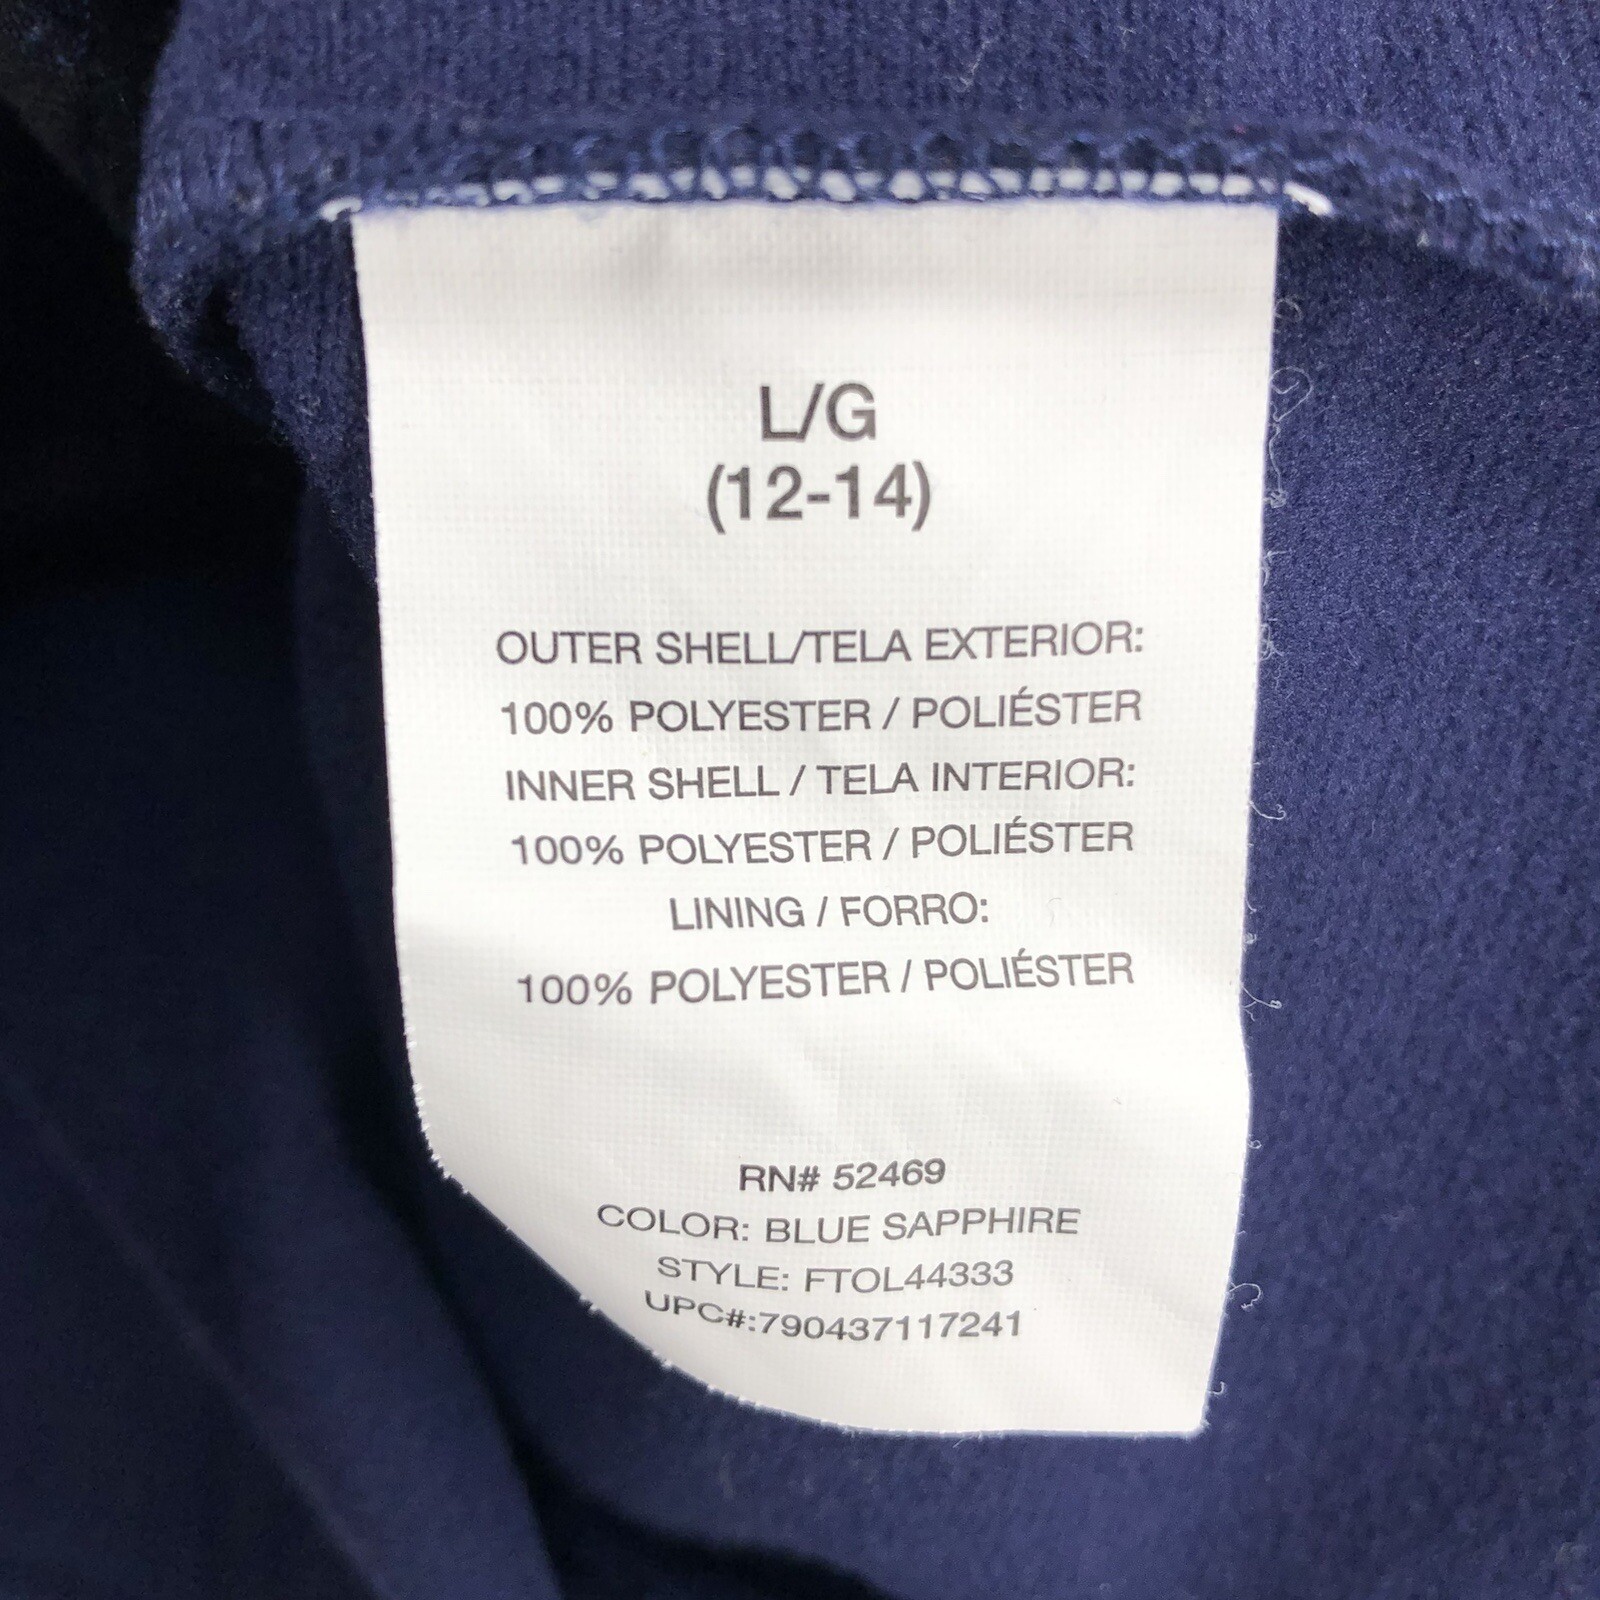 L/G
(12-14)
OUTER SHELL/TELA EXTERIOR:
100% POLYESTER / POLIÉSTER
INNER SHELL / TELA INTERIOR:
100% POLYESTER / POLIÉSTER
LINING / FORRO:
100% POLYESTER / POLIÉSTER
RN# 52469
COLOR: BLUE SAPPHIRE
STYLE: FTOL44333
UPC#:790437117241